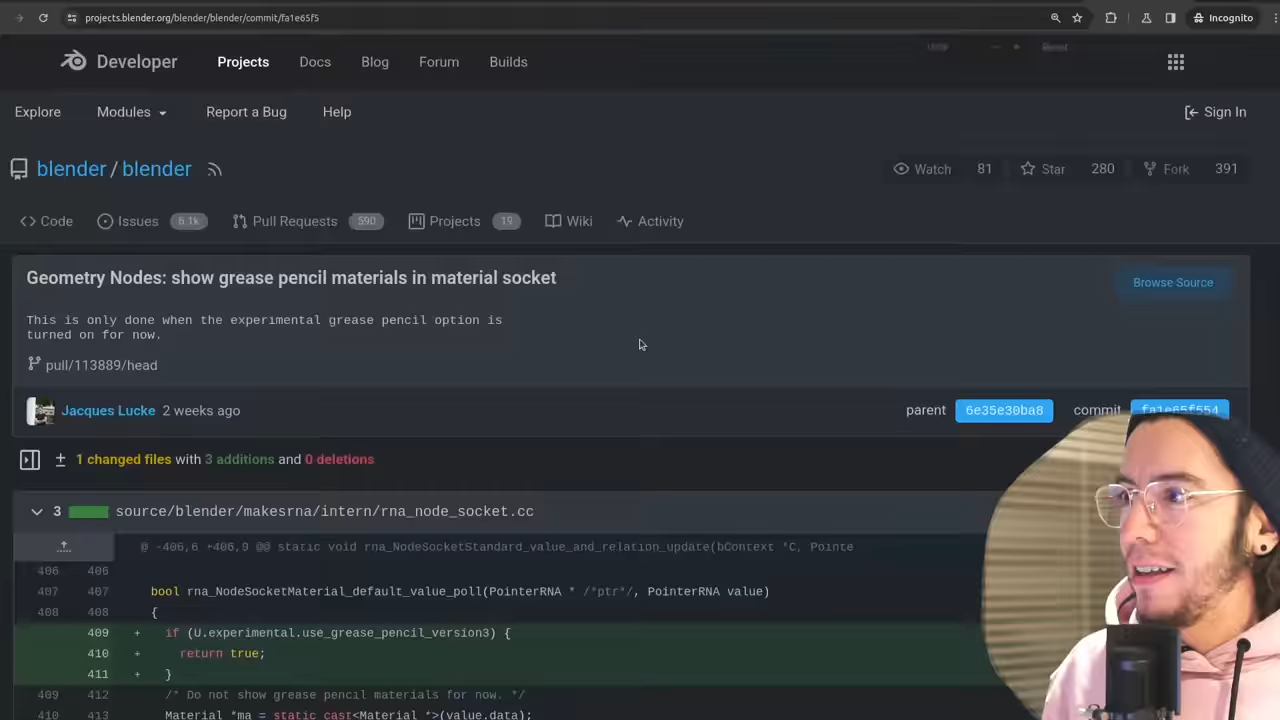 projects.blender.org/blender/blender/commit/fa1e65f5
Incognito
Developer Projects Docs Blog Forum Builds
Explore Modules Report a Bug Help Sign In
blender / blender Watch 81 Star 280 Fork 391
Code Issues 6.1k Pull Requests 590 Projects 19 Wiki Activity
Geometry Nodes: show grease pencil materials in material socket
Browse Source
This is only done when the experimental grease pencil option is
turned on for now.
pull/113889/head
Jacques Lucke 2 weeks ago parent 6e35e30ba8 commit fa1e65f554
± 1 changed files with 3 additions and 0 deletions
3 source/blender/makesrna/intern/rna_node_socket.cc
@ -406,6 +406,9 @@ static void rna_NodeSocketStandard_value_and_relation_update(bContext *C, Pointe
406 406
407 407 bool rna_NodeSocketMaterial_default_value_poll(PointerRNA * /*ptr*/, PointerRNA value)
408 408 {
409 + if (U.experimental.use_grease_pencil_version3) {
410 + return true;
411 + }
409 412 /* Do not show grease pencil materials for now. */
410 413 Material *ma = static_cast<Material *>(value.data);